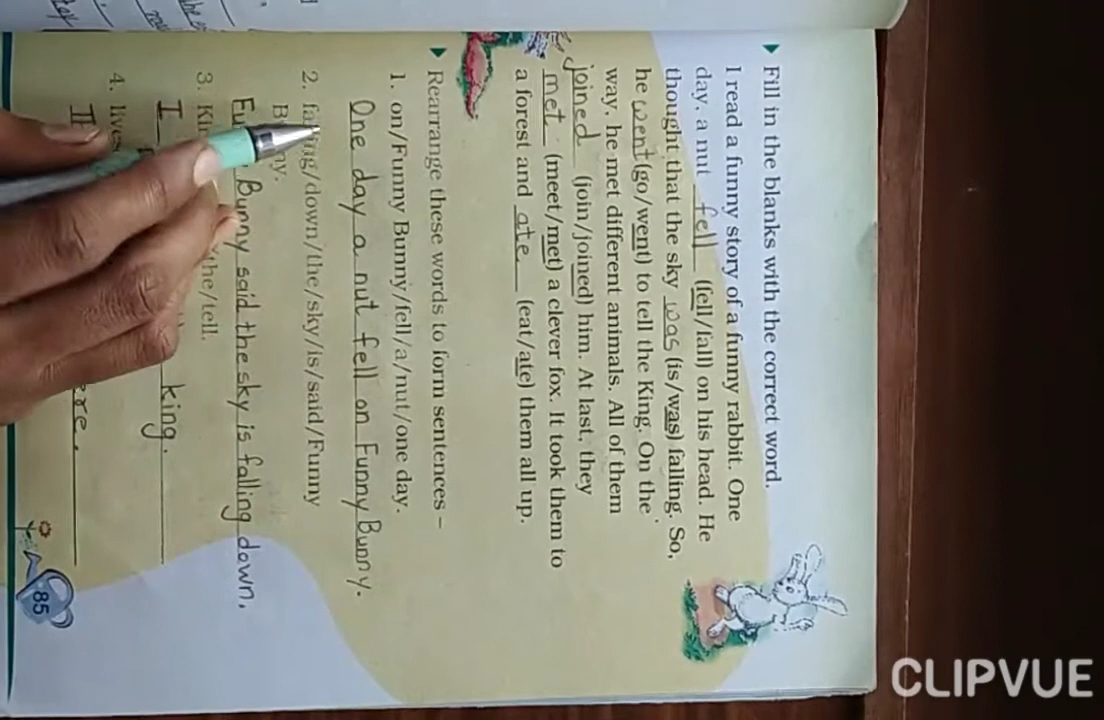 Fill in the blanks with the correct word.
I read a funny story of a funny rabbit. One
day, a nut fell (fell/fall) on his head. He
thought that the sky was (is/was) falling. So,
he went (go/went) to tell the King. On the
way, he met different animals. All of them
joined (join/joined) him. At last, they
met (meet/met) a clever fox. It took them to
a forest and ate (eat/ate) them all up.
Rearrange these words to form sentences –
1. on/Funny Bunny/fell/a/nut/one day.
One day a nut fell on Funny Bunny.
2. falling/down/the/sky/is/said/Funny
Bunny.
Bunny said the sky is falling down.
3. the/tell.
I king.
4. lives
85
CLIPVUE